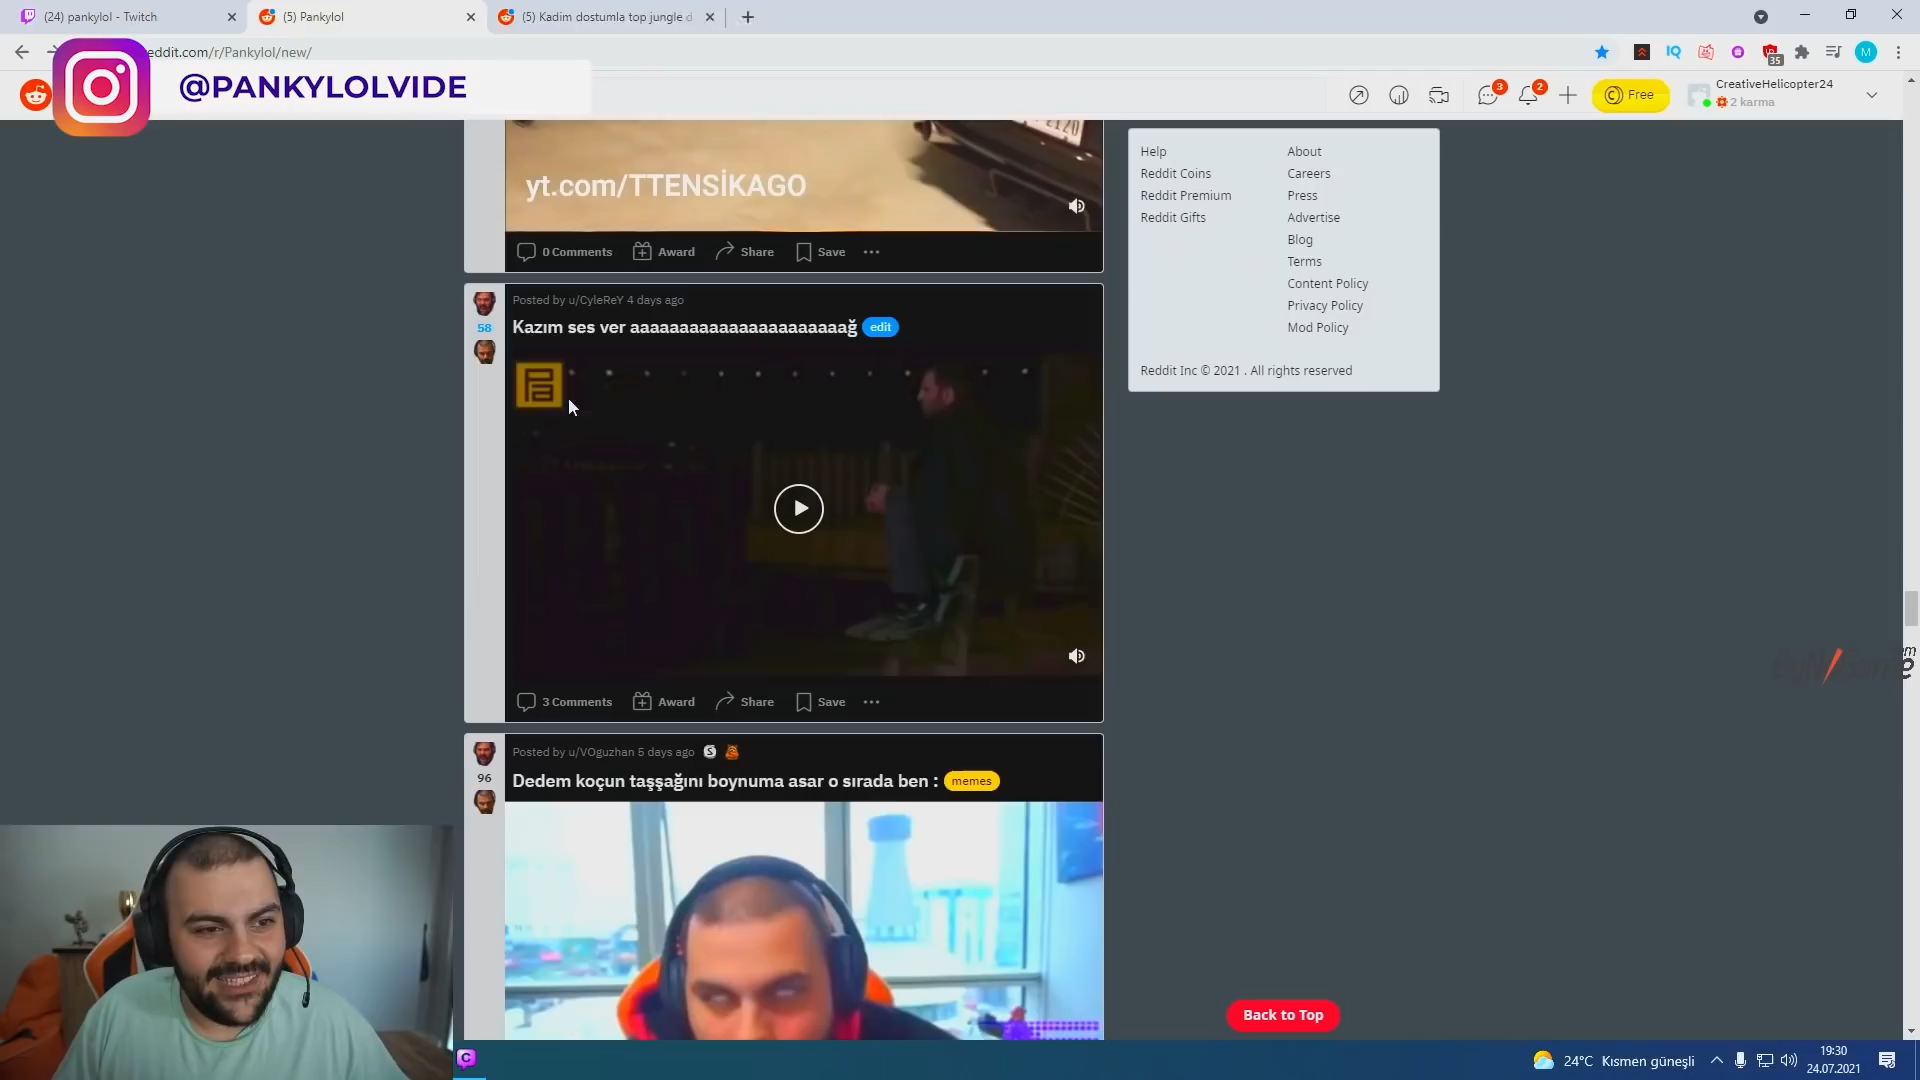 (24) pankylol - Twitch
(5) Pankylol
(5) Kadim dostumla top jungle d
eddit.com/r/Pankylol/new/
IQ
35
M
@PANKYLOLVIDE
3
2
Free
CreativeHelicopter24
2 karma
yt.com/TTENSİKAGO
0 Comments
Award
Share
Save
Help
About
Reddit Coins
Careers
Reddit Premium
Press
Reddit Gifts
Advertise
Blog
Terms
Content Policy
Privacy Policy
Mod Policy
Reddit Inc © 2021 . All rights reserved
Posted by u/CyleReY 4 days ago
58
Kazım ses ver aaaaaaaaaaaaaaaaaaaaaağ edit
3 Comments
Award
Share
Save
Posted by u/VOguzhan 5 days ago
96
Dedem koçun taşşağını boynuma asar o sırada ben : memes
Back to Top
24°C Kısmen güneşli
19:30
24.07.2021